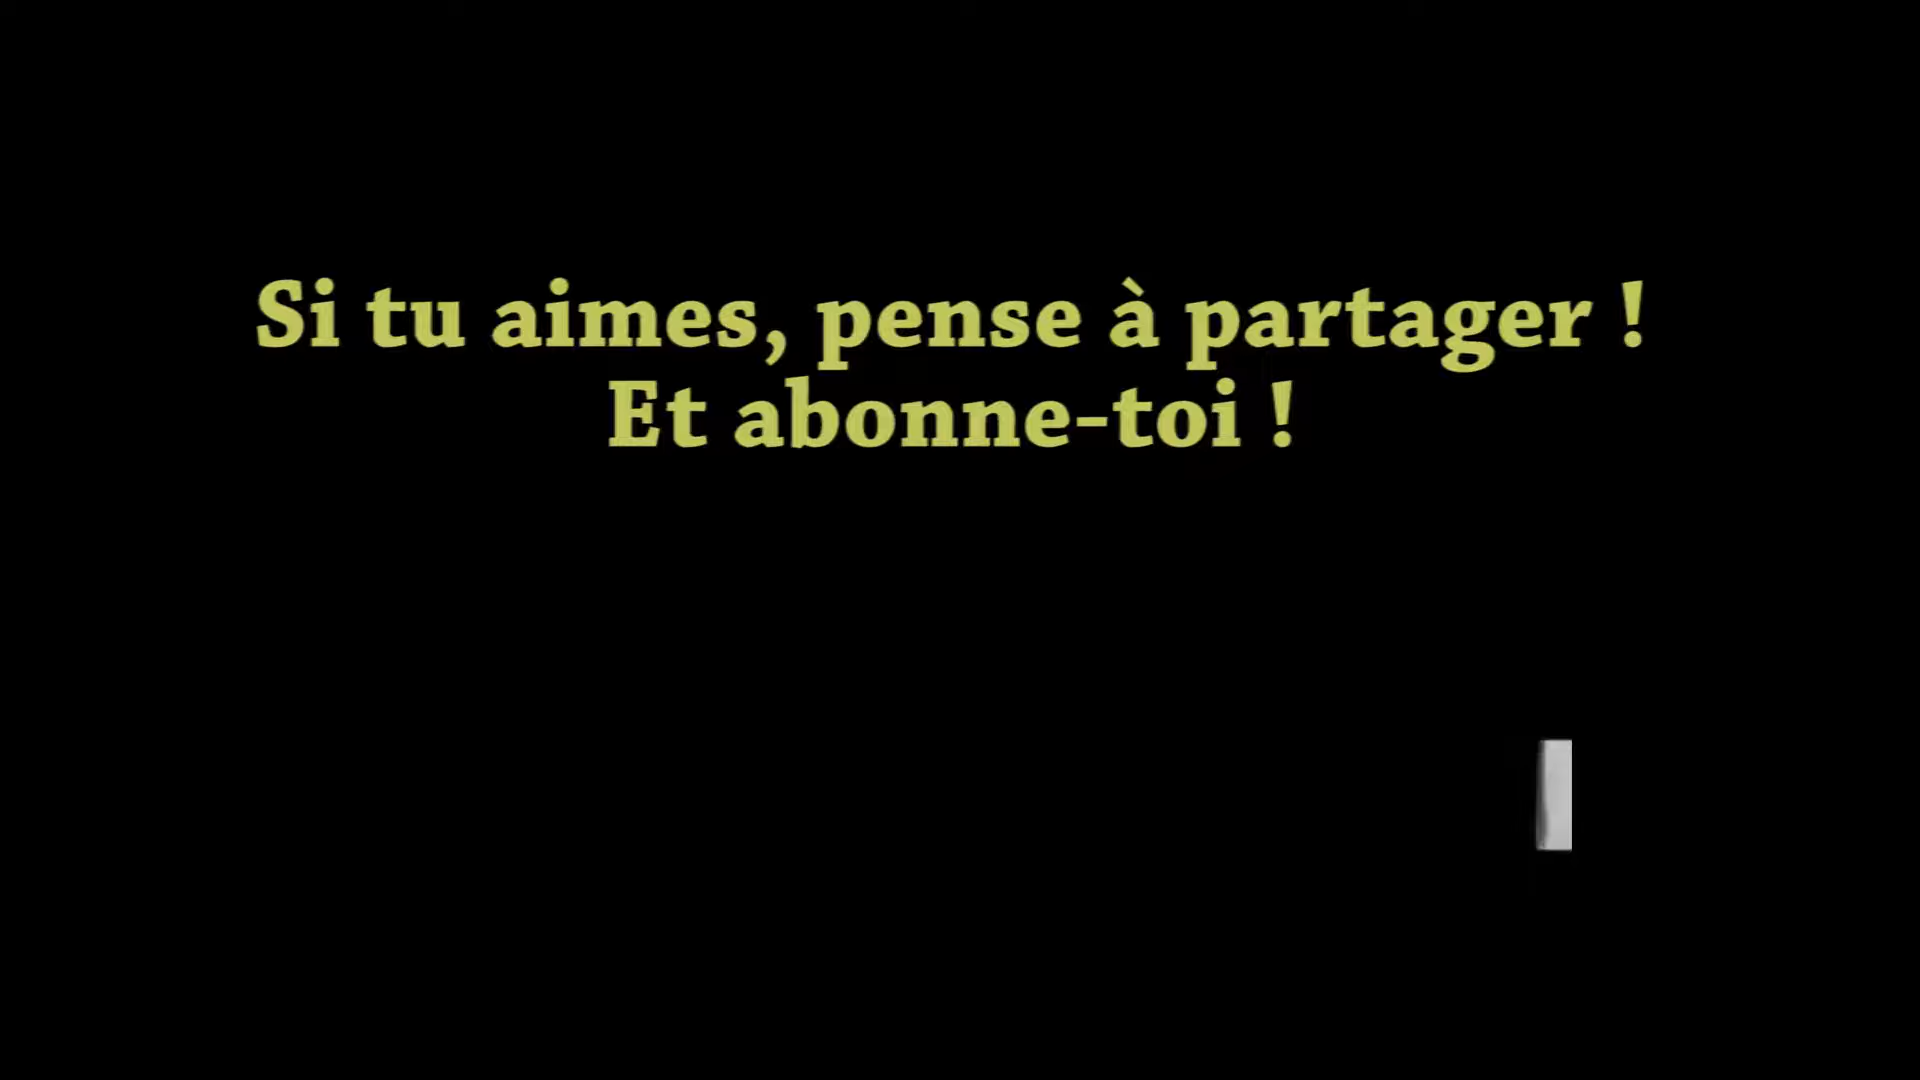 Si tu aimes, pense à partager !
Et abonne-toi !